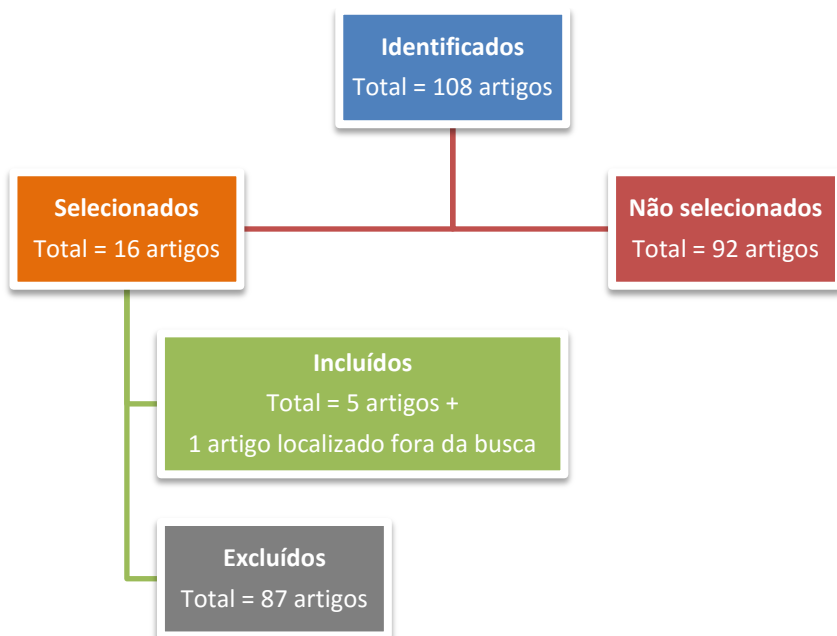 Identificados
Total = 108 artigos
Selecionados
Total = 16 artigos
Não selecionados
Total = 92 artigos
Incluídos
Total = 5 artigos +
1 artigo localizado fora da busca
Excluídos
Total = 87 artigos